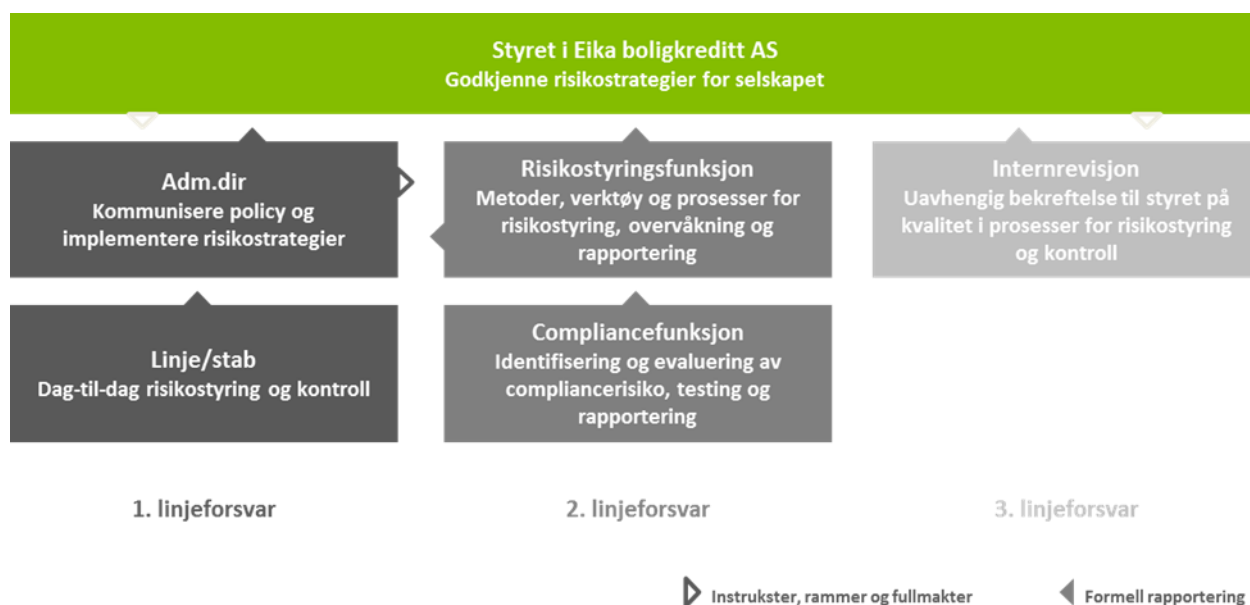 Styret i Eika boligkreditt AS
Godkjenne risikostrategier for selskapet
Adm.dir
Kommunisere policy og
implementere risikostrategier
Risikostyringsfunksjon
Metoder, verktøy og prosesser for
risikostyring, overvåkning og
rapportering
Internrevisjon
Uavhengig bekreftelse til styret på
kvalitet i prosesser for risikostyring
og kontroll
Linje/stab
Dag-til-dag risikostyring og kontroll
Compliancefunksjon
Identifisering og evaluering av
compliancerisiko, testing og
rapportering
1. linjeforsvar
2. linjeforsvar
3. linjeforsvar
Instrukster, rammer og fullmakter
Formell rapportering